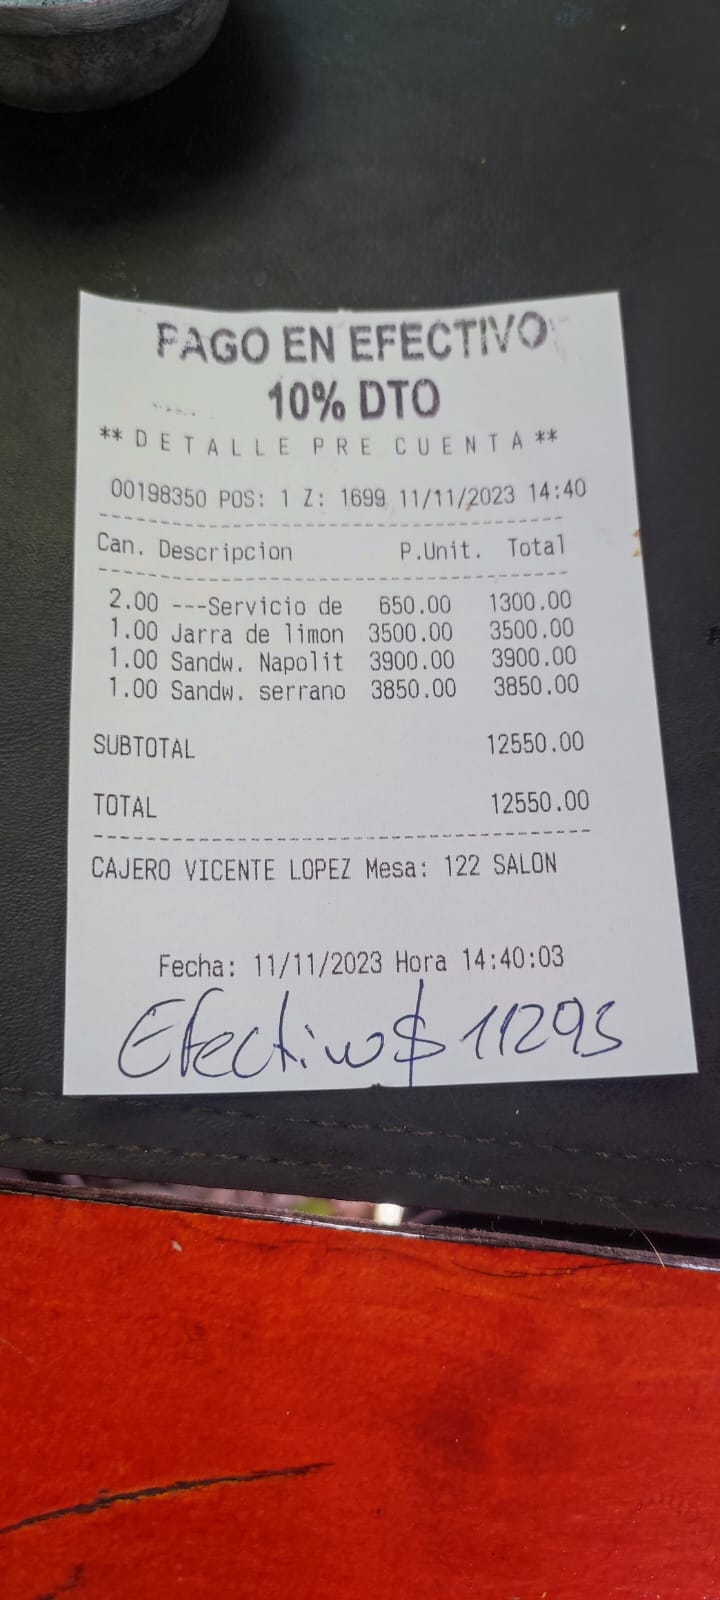 PAGO EN EFECTIVO
10% DTO
** D E T A L L E P R E C U E N T A **
00198350 POS: 1 Z: 1699 11/11/2023 14:40
Can. Descripcion P.Unit. Total
2.00 ---Servicio de 650.00 1300.00
1.00 Jarra de limon 3500.00 3500.00
1.00 Sandw. Napolit 3900.00 3900.00
1.00 Sandw. serrano 3850.00 3850.00
SUBTOTAL 12550.00
TOTAL 12550.00
CAJERO VICENTE LOPEZ Mesa: 122 SALON
Fecha: 11/11/2023 Hora 14:40:03
Efectivo $ 11295